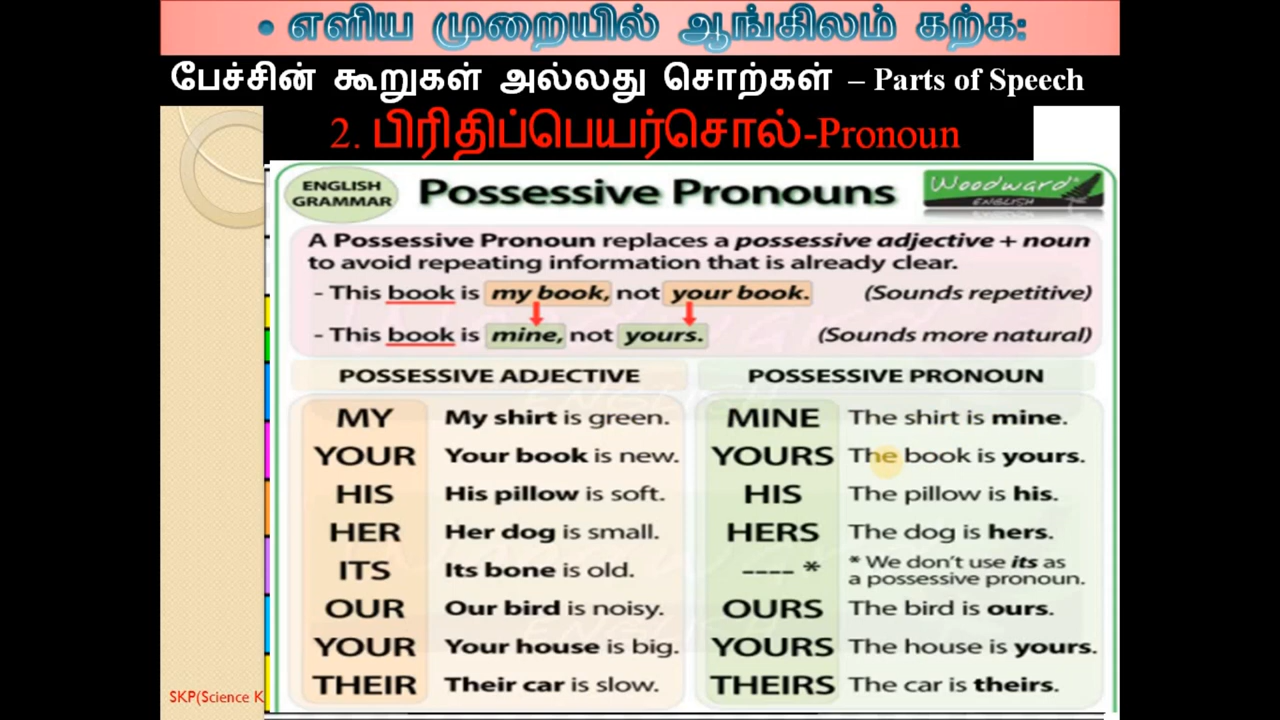 • எளிய முறையில் ஆங்கிலம் கற்க:
பேச்சின் கூறுகள் அல்லது சொற்கள் – Parts of Speech
2. பிரிதிப்பெயர்சொல்-Pronoun
ENGLISH GRAMMAR Possessive Pronouns Woodward® ENGLISH
A Possessive Pronoun replaces a possessive adjective + noun
to avoid repeating information that is already clear.
- This book is my book, not your book. (Sounds repetitive)
- This book is mine, not yours. (Sounds more natural)
POSSESSIVE ADJECTIVE POSSESSIVE PRONOUN
MY My shirt is green. MINE The shirt is mine.
YOUR Your book is new. YOURS The book is yours.
HIS His pillow is soft. HIS The pillow is his.
HER Her dog is small. HERS The dog is hers.
ITS Its bone is old. ---- * * We don't use its as
a possessive pronoun.
OUR Our bird is noisy. OURS The bird is ours.
YOUR Your house is big. YOURS The house is yours.
THEIR Their car is slow. THEIRS The car is theirs.
SKP(Science K